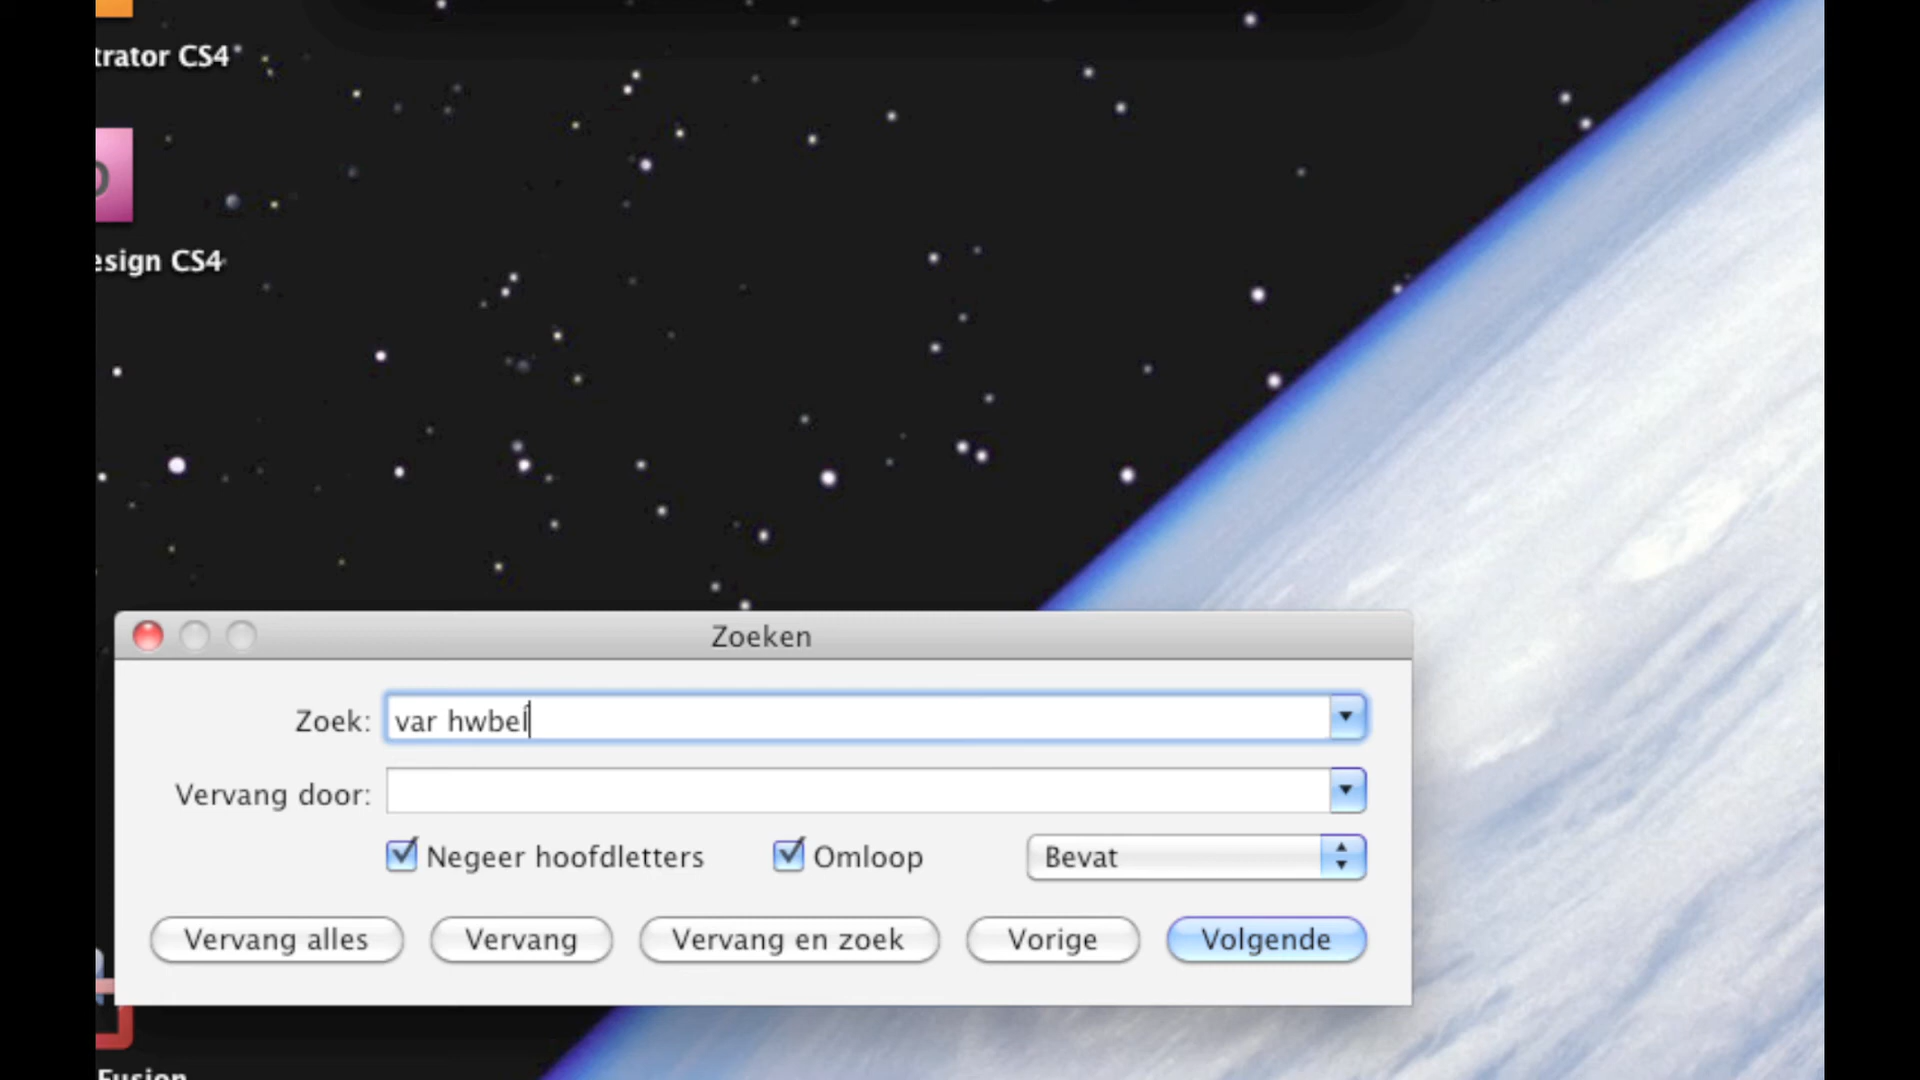 trator CS4
esign CS4
Zoeken
Zoek: var hwbei
Vervang door:
Negeer hoofdletters Omloop Bevat
Vervang alles Vervang Vervang en zoek Vorige Volgende
Fusion